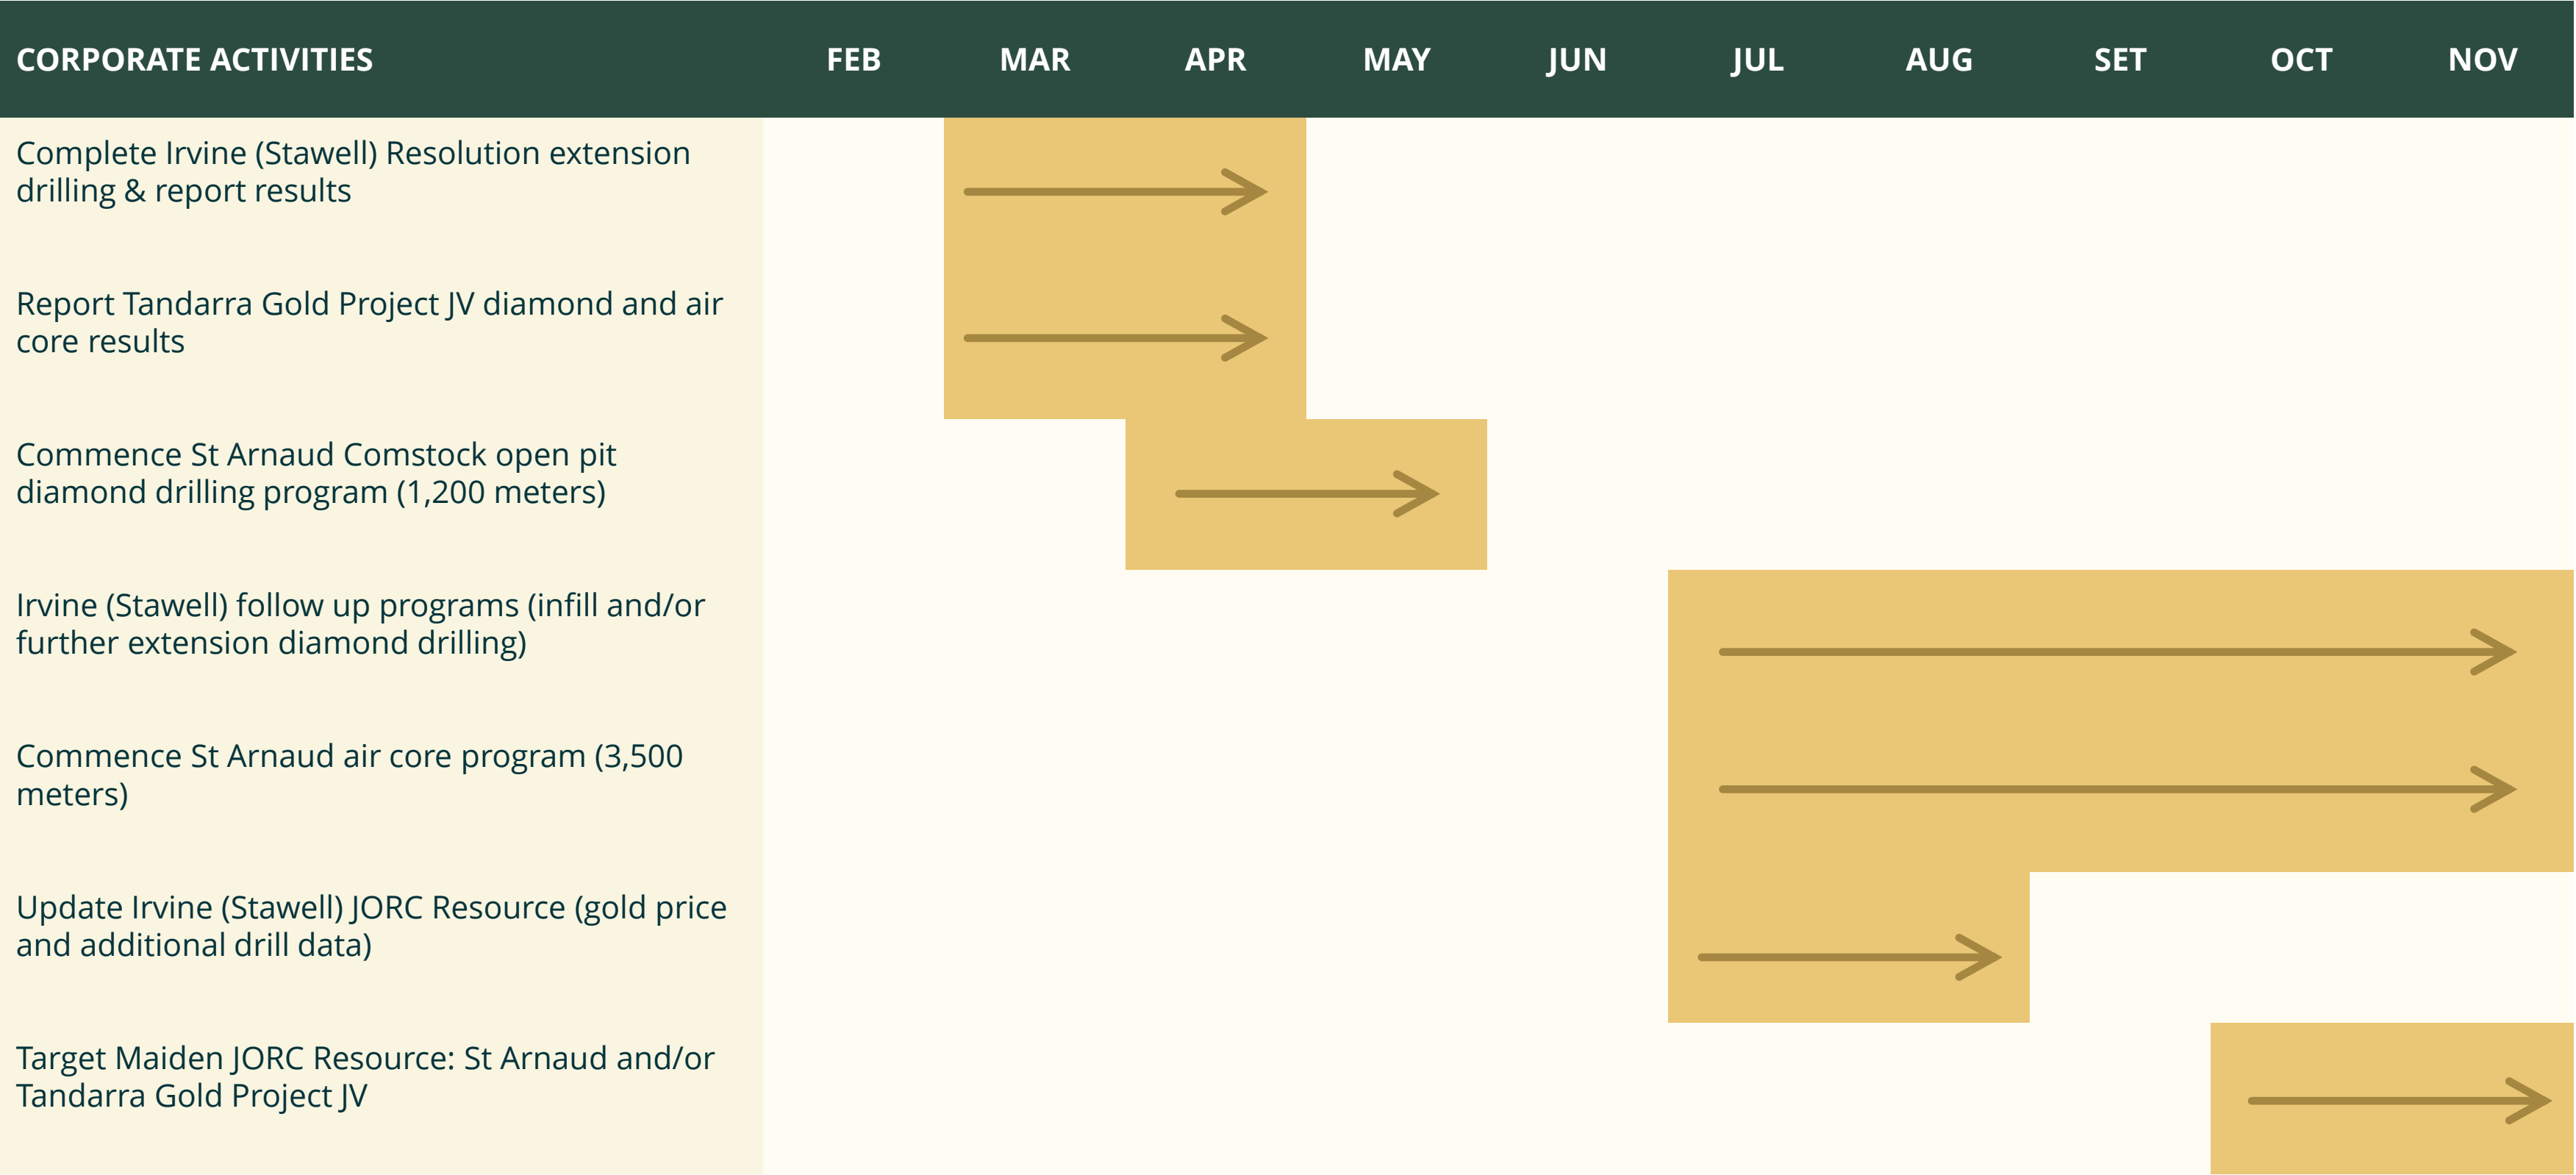 CORPORATE ACTIVITIES FEB MAR APR MAY JUN JUL AUG SET OCT NOV
Complete Irvine (Stawell) Resolution extension
drilling & report results
Report Tandarra Gold Project JV diamond and air
core results
Commence St Arnaud Comstock open pit
diamond drilling program (1,200 meters)
Irvine (Stawell) follow up programs (infill and/or
further extension diamond drilling)
Commence St Arnaud air core program (3,500
meters)
Update Irvine (Stawell) JORC Resource (gold price
and additional drill data)
Target Maiden JORC Resource: St Arnaud and/or
Tandarra Gold Project JV